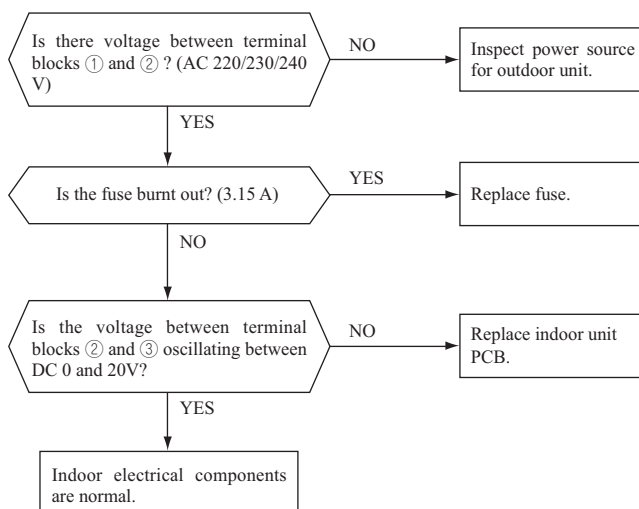 Is there voltage between terminal
blocks ① and ② ? (AC 220/230/240
V)
NO
Inspect power source
for outdoor unit.
YES
Is the fuse burnt out? (3.15 A)
YES
Replace fuse.
NO
Is the voltage between terminal
blocks ② and ③ oscillating between
DC 0 and 20V?
NO
Replace indoor unit
PCB.
YES
Indoor electrical components
are normal.